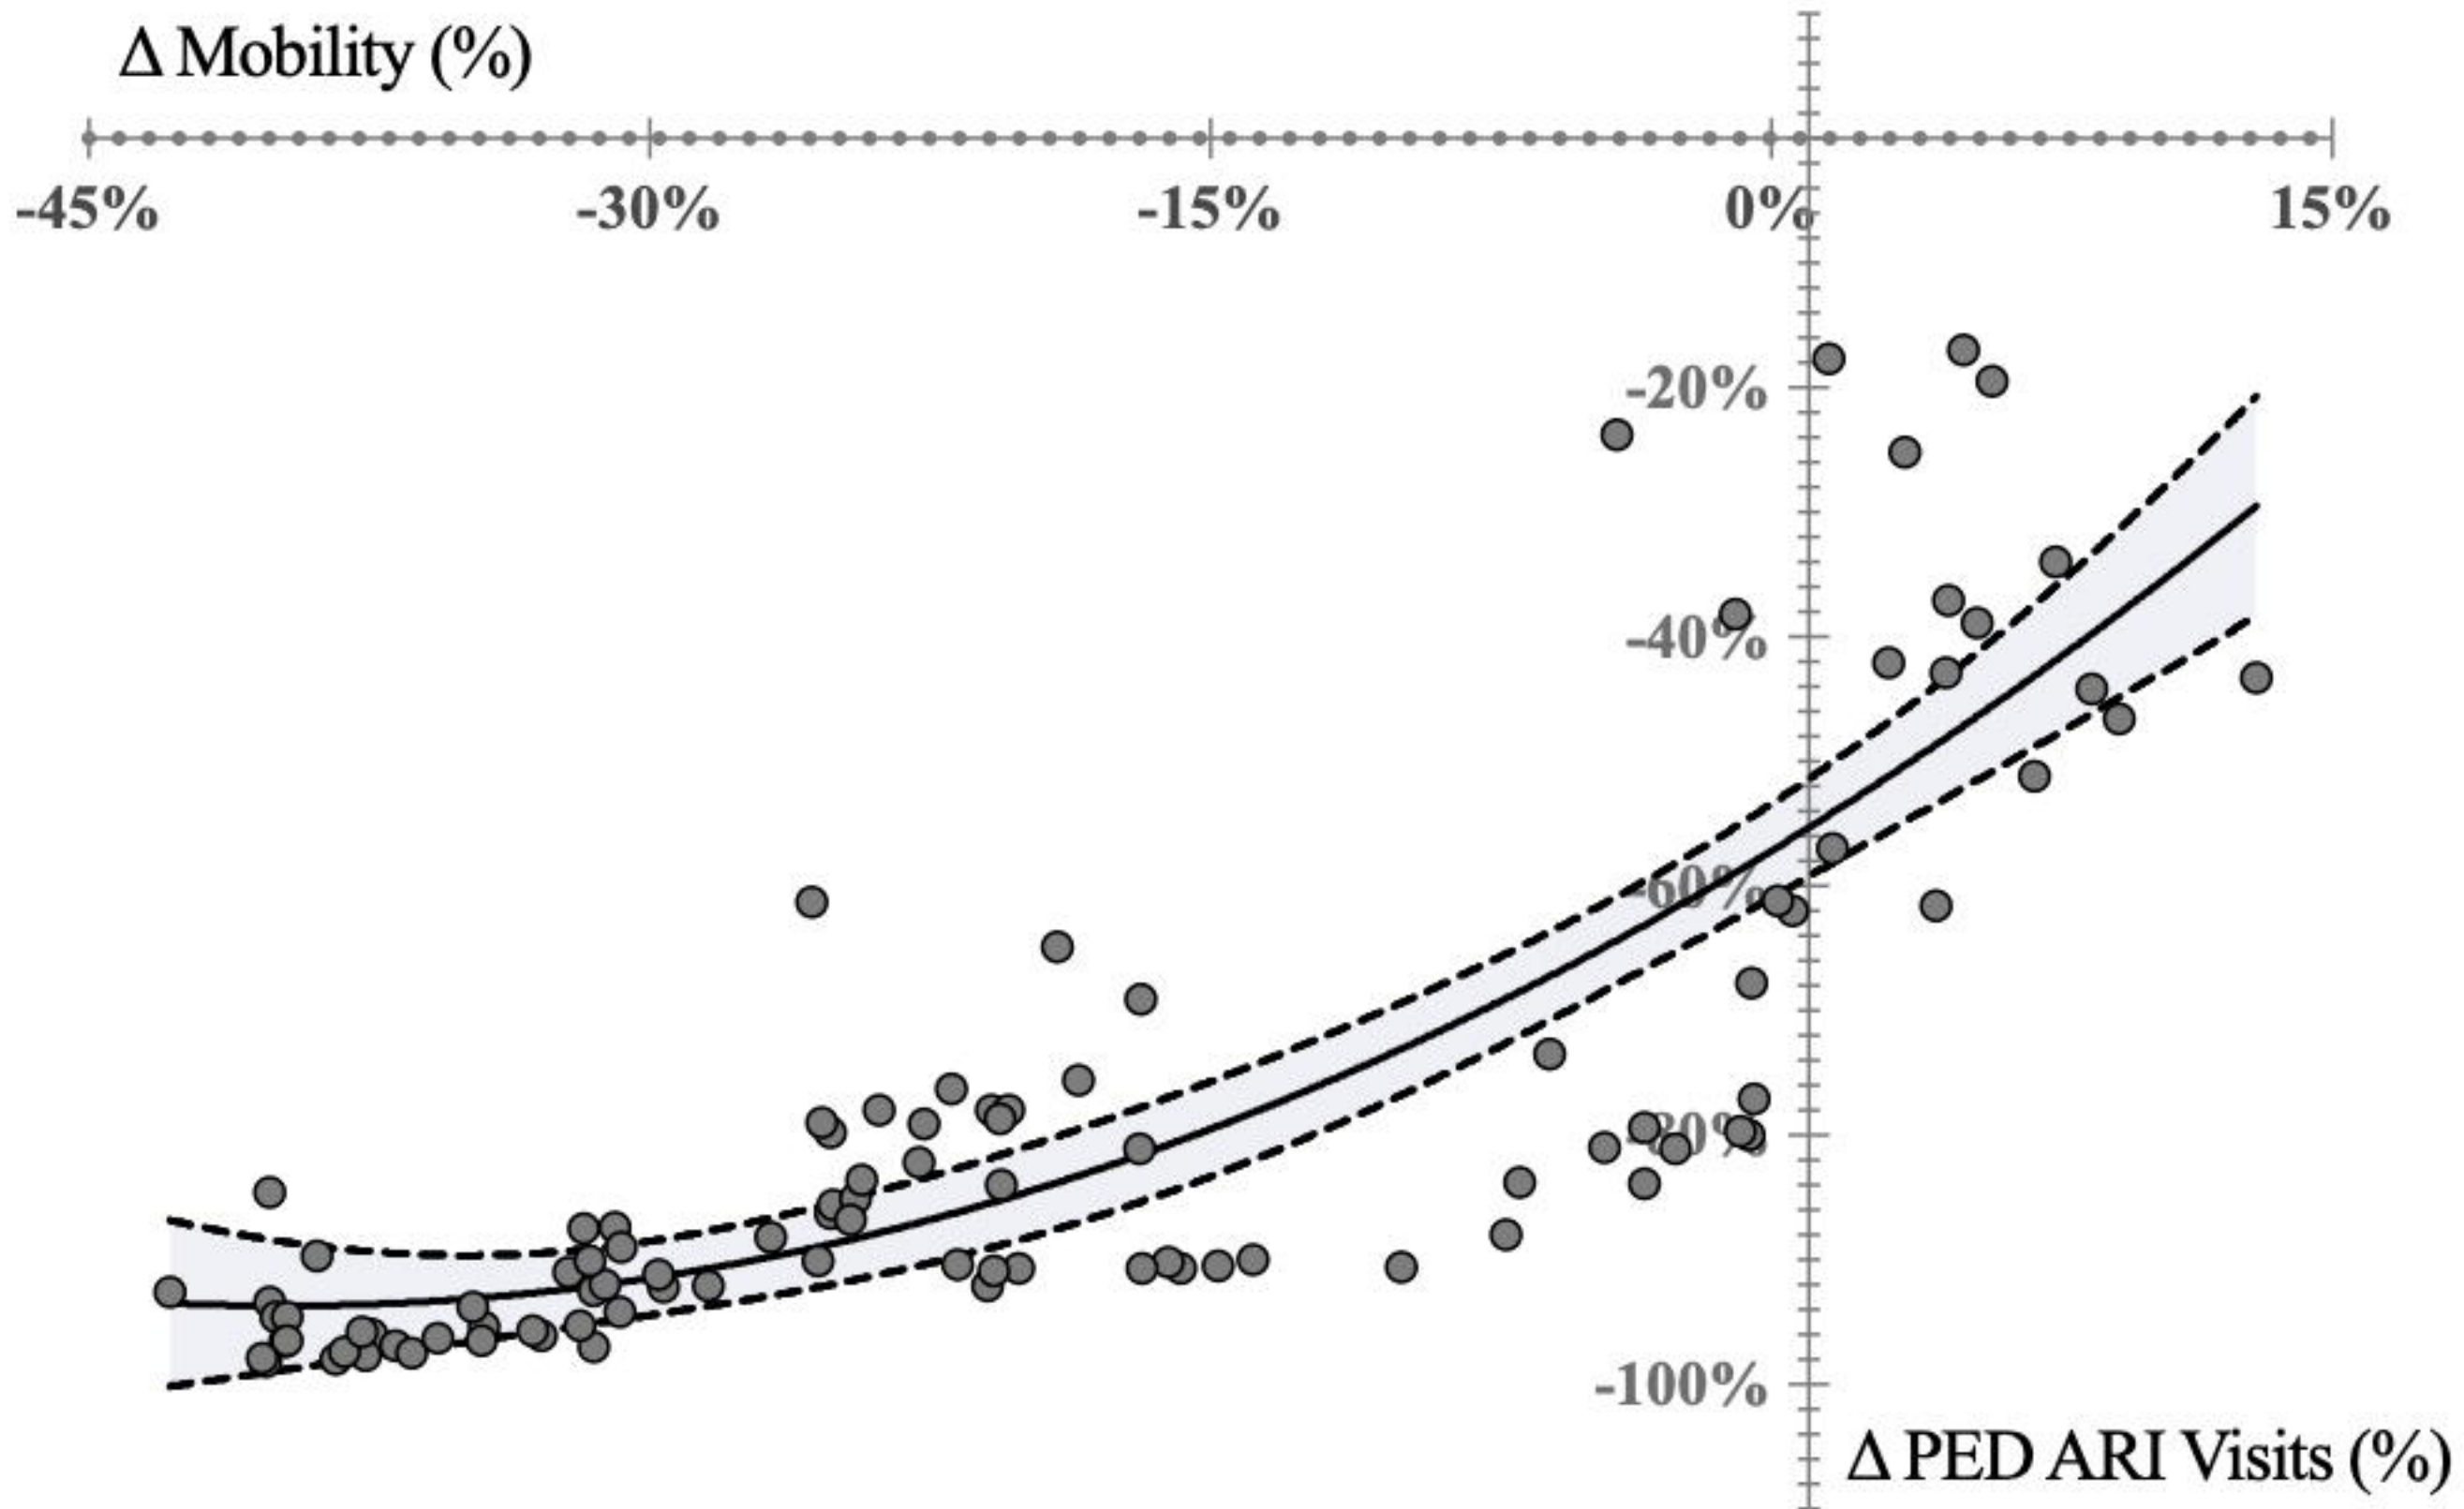 Δ Mobility (%)
-45% -30% -15% 0% 15%
-20%
-40%
-60%
-80%
-100%
Δ PED ARI Visits (%)